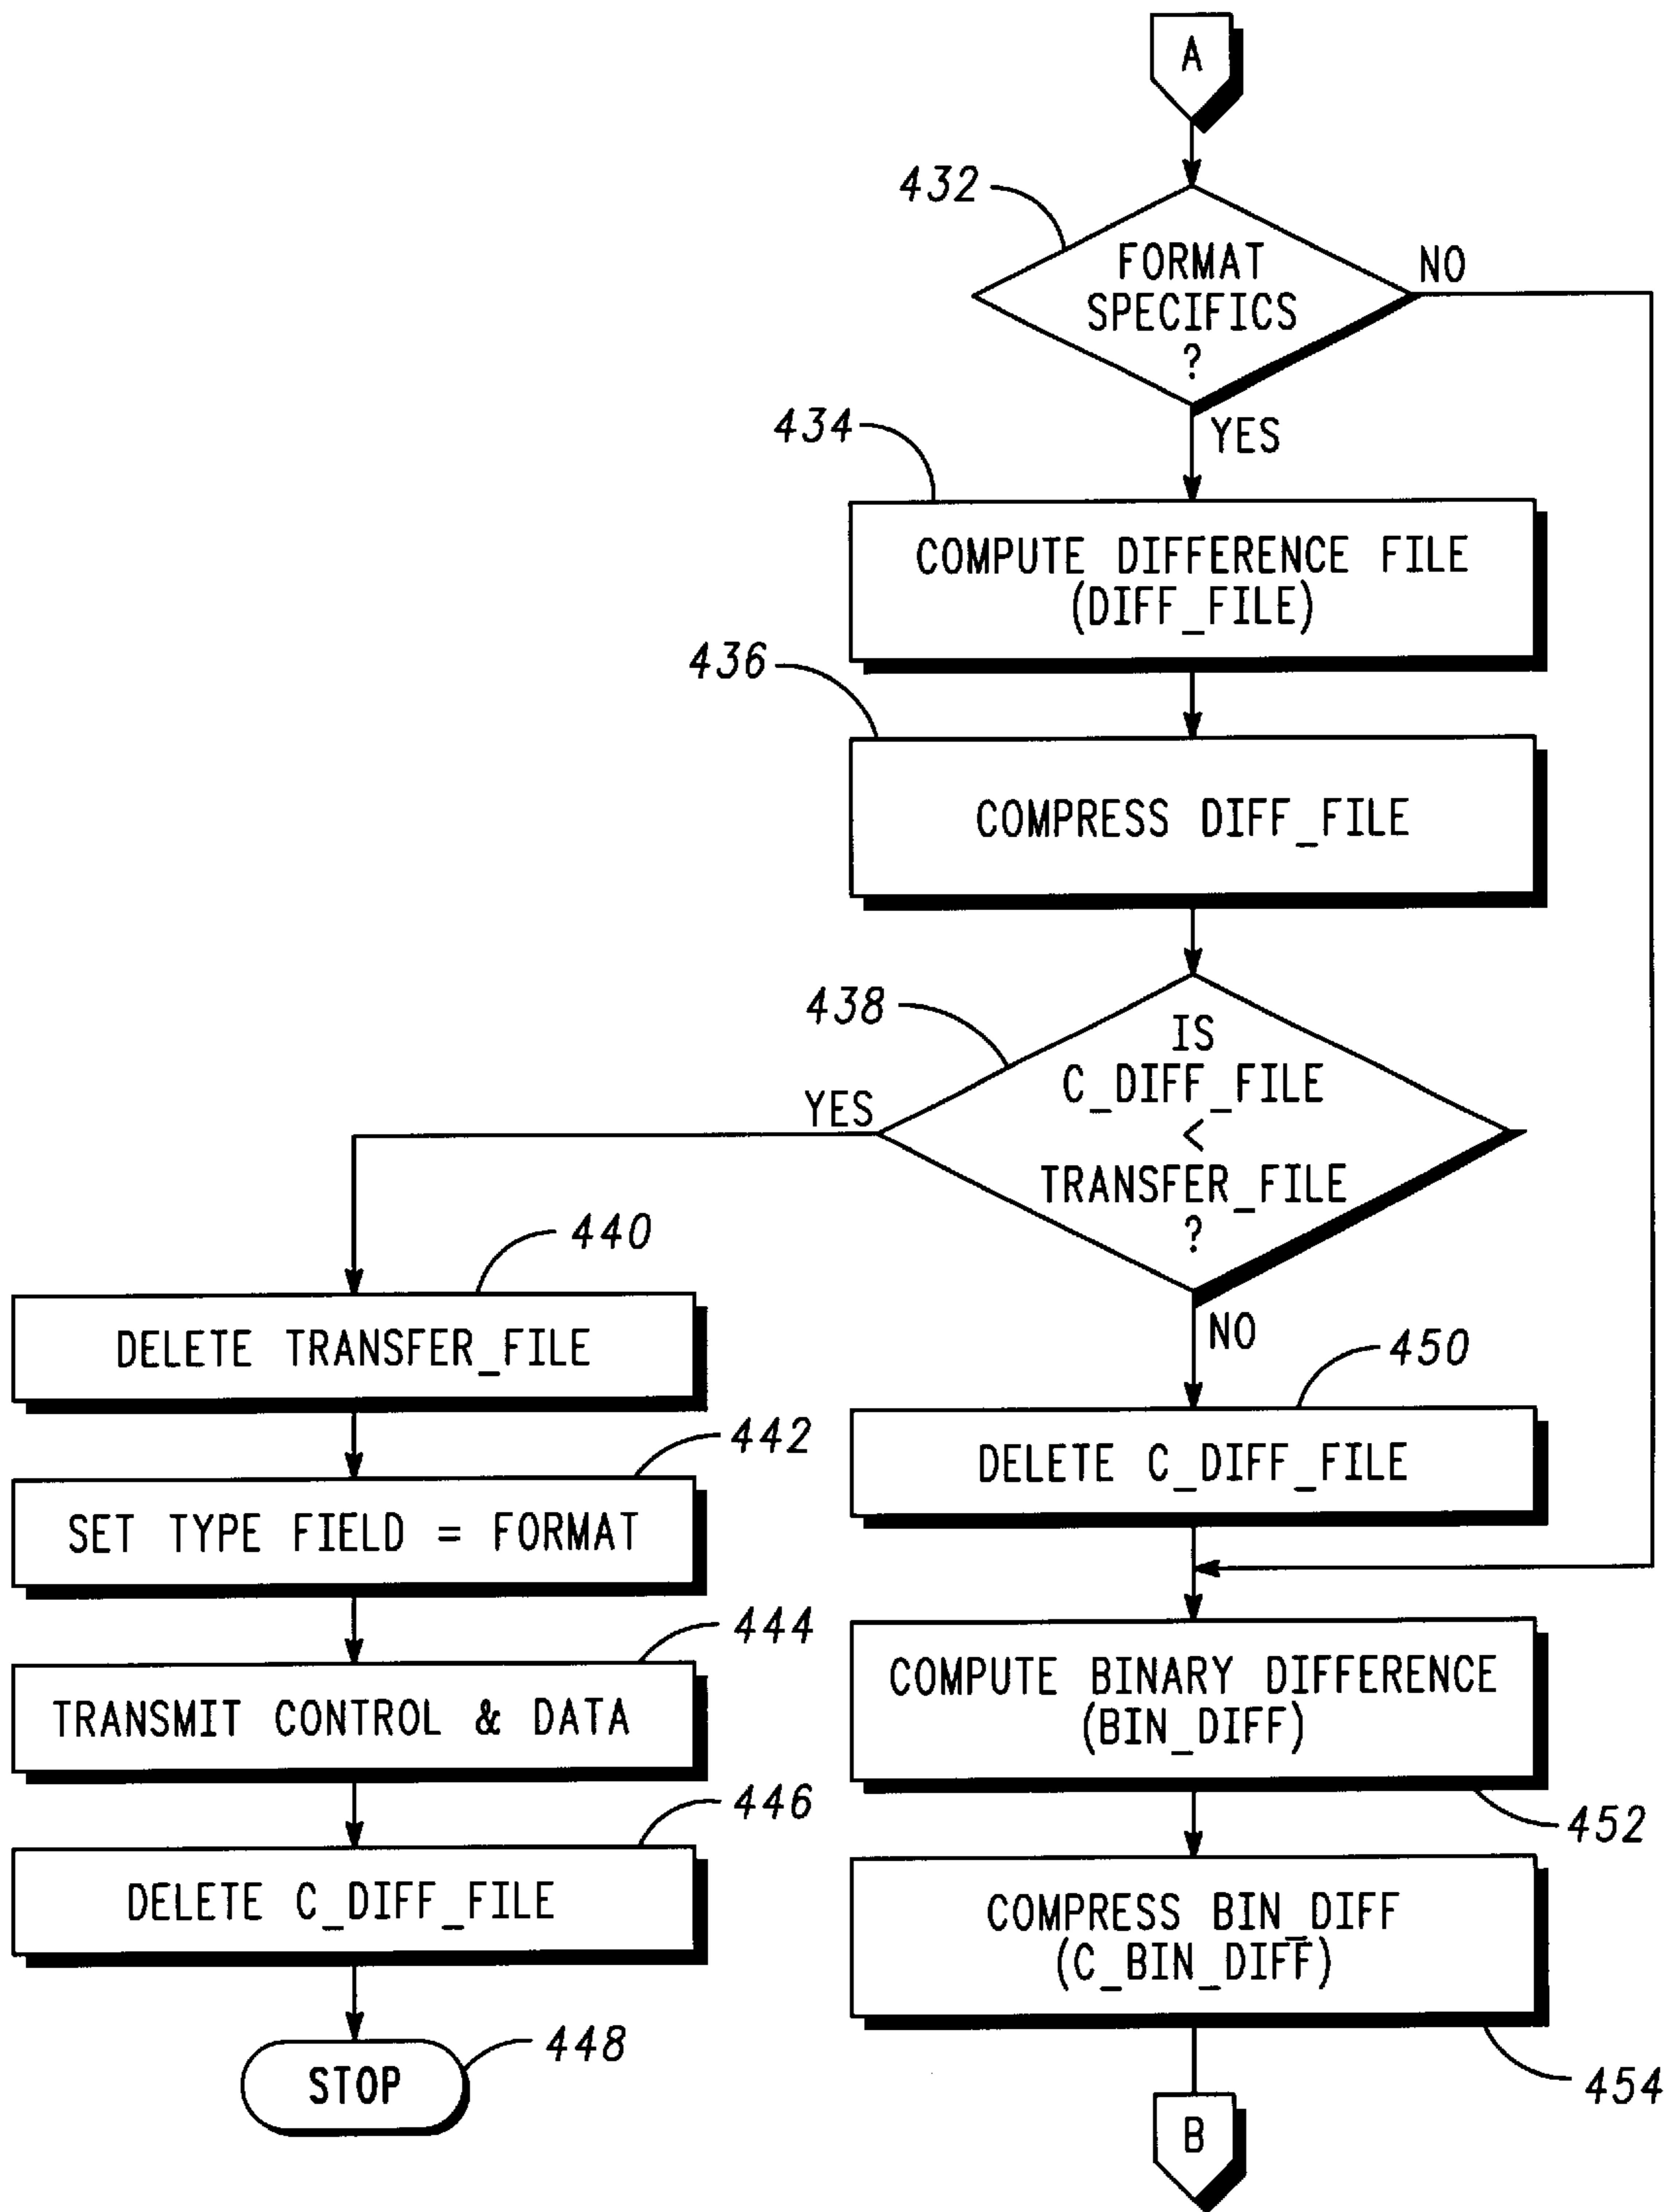 A
432
FORMAT
SPECIFICS
?
NO
YES
434
COMPUTE DIFFERENCE FILE
(DIFF_FILE)
436
COMPRESS DIFF_FILE
438
IS
C_DIFF_FILE
<
TRANSFER_FILE
?
YES
NO
440
DELETE TRANSFER_FILE
442
SET TYPE FIELD = FORMAT
444
TRANSMIT CONTROL & DATA
446
DELETE C_DIFF_FILE
STOP
448
450
DELETE C_DIFF_FILE
COMPUTE BINARY DIFFERENCE
(BIN_DIFF)
452
COMPRESS BIN_DIFF
(C_BIN_DIFF)
454
B